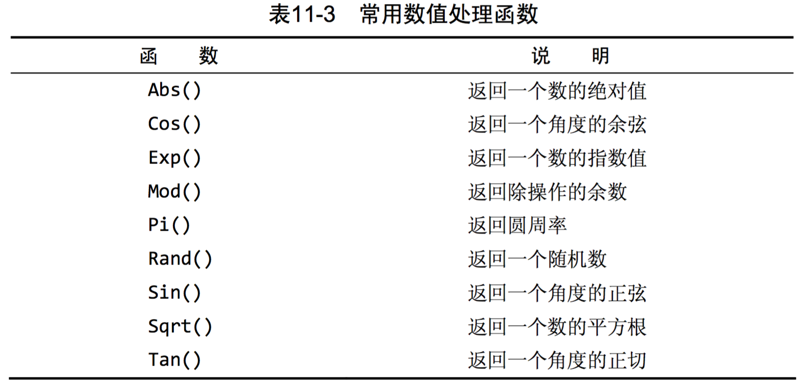 表11-3 常用数值处理函数
函 数 说 明
Abs() 返回一个数的绝对值
Cos() 返回一个角度的余弦
Exp() 返回一个数的指数值
Mod() 返回除操作的余数
Pi() 返回圆周率
Rand() 返回一个随机数
Sin() 返回一个角度的正弦
Sqrt() 返回一个数的平方根
Tan() 返回一个角度的正切